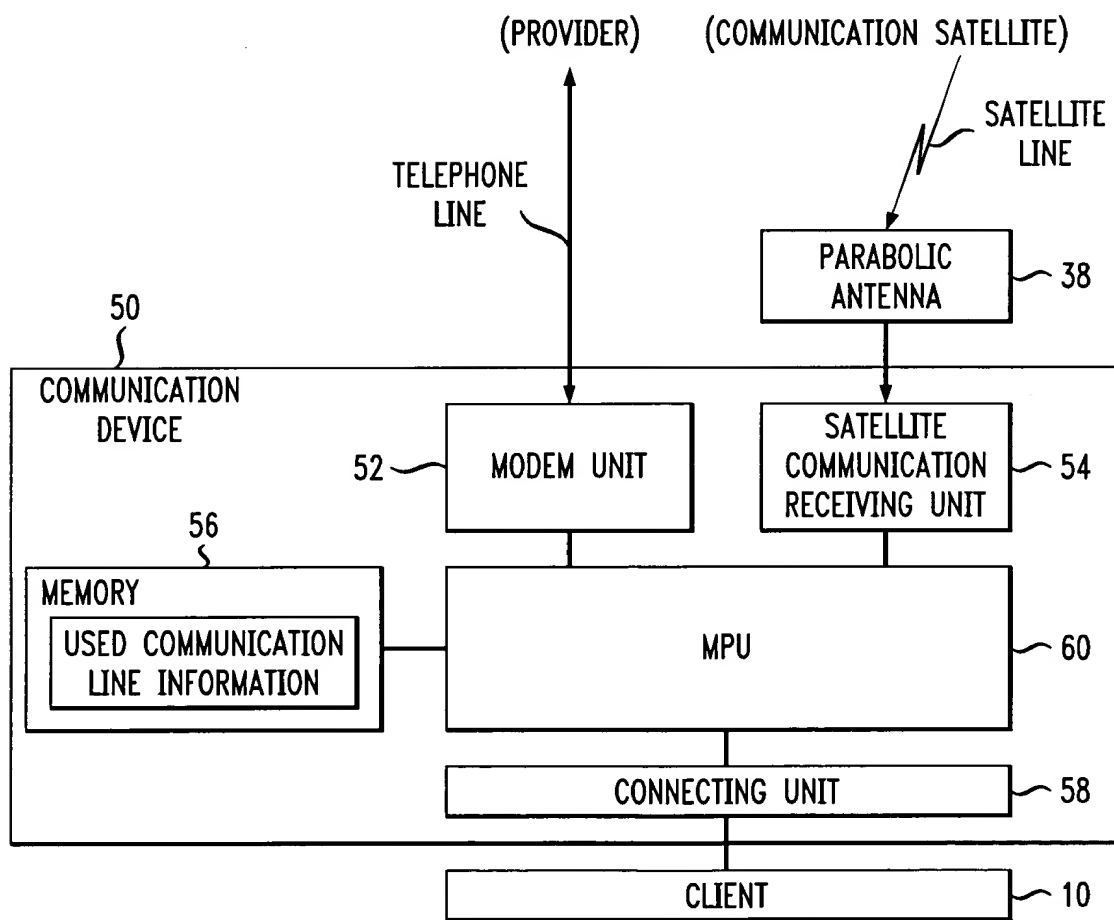 (PROVIDER) (COMMUNICATION SATELLITE)
SATELLITE
LINE
TELEPHONE
LINE
PARABOLIC
ANTENNA
38
50
COMMUNICATION
DEVICE
52
MODEM UNIT
SATELLITE
COMMUNICATION
RECEIVING UNIT
54
56
MEMORY
USED COMMUNICATION
LINE INFORMATION
MPU
60
CONNECTING UNIT
58
CLIENT
10